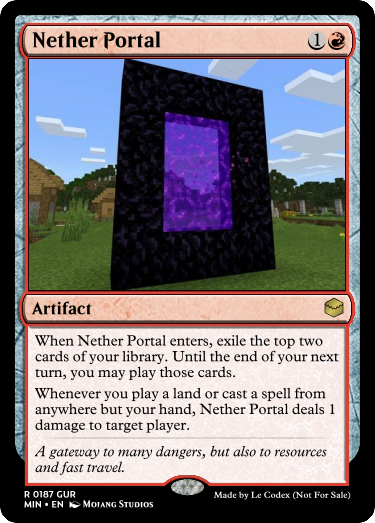 Nether Portal 1
Artifact
When Nether Portal enters, exile the top two
cards of your library. Until the end of your next
turn, you may play those cards.
Whenever you play a land or cast a spell from
anywhere but your hand, Nether Portal deals 1
damage to target player.
A gateway to many dangers, but also to resources
and fast travel.
R 0187 GUR
MIN • EN Mojang Studios
Made by Le Codex (Not For Sale)